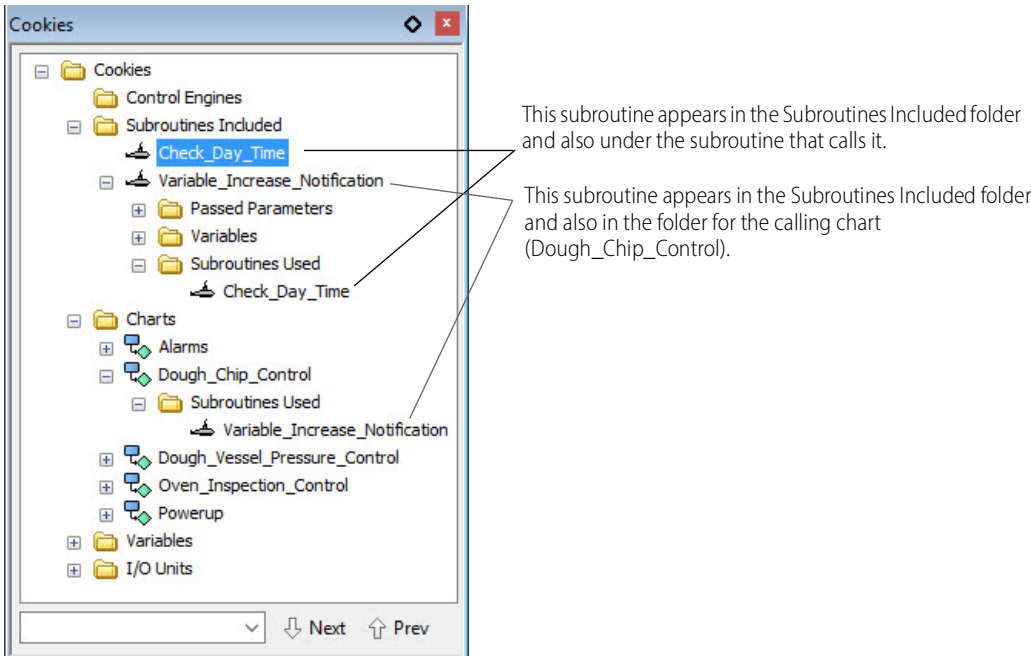 Cookies
Cookies
Control Engines
Subroutines Included
Check_Day_Time
Variable_Increase_Notification
Passed Parameters
Variables
Subroutines Used
Check_Day_Time
Charts
Alarms
Dough_Chip_Control
Subroutines Used
Variable_Increase_Notification
Dough_Vessel_Pressure_Control
Oven_Inspection_Control
Powerup
Variables
I/O Units
Next Prev
This subroutine appears in the Subroutines Included folder
and also under the subroutine that calls it.
This subroutine appears in the Subroutines Included folder
and also in the folder for the calling chart
(Dough_Chip_Control).